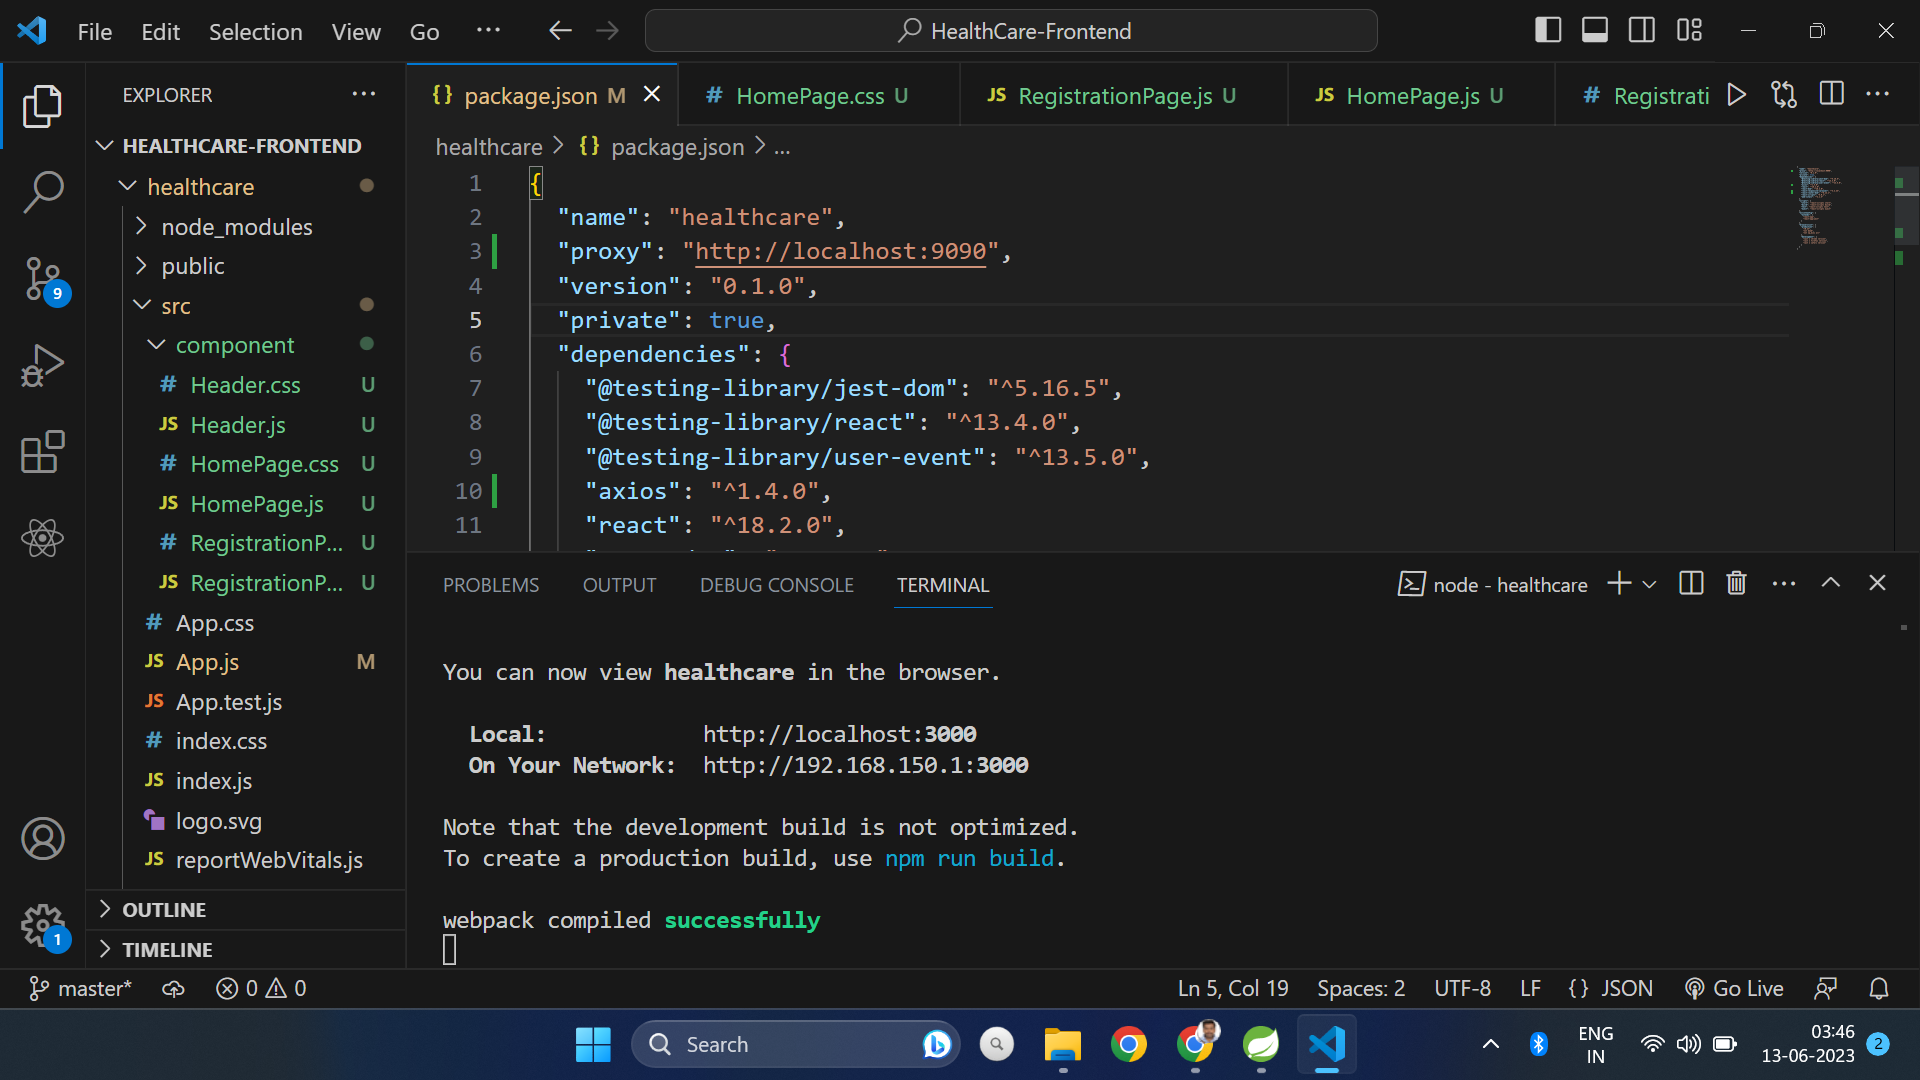 File Edit Selection View Go ··· HealthCare-Frontend
EXPLORER ···
HEALTHCARE-FRONTEND
healthcare
node_modules
public
src
component
# Header.css U
JS Header.js U
# HomePage.css U
JS HomePage.js U
# RegistrationP... U
JS RegistrationP... U
# App.css
JS App.js M
JS App.test.js
# index.css
JS index.js
logo.svg
JS reportWebVitals.js
OUTLINE
TIMELINE
9
1
{} package.json M # HomePage.css U JS RegistrationPage.js U JS HomePage.js U # Registrati ···
healthcare > {} package.json > ...
1 {
2 "name": "healthcare",
3 "proxy": "http://localhost:9090",
4 "version": "0.1.0",
5 "private": true,
6 "dependencies": {
7 "@testing-library/jest-dom": "^5.16.5",
8 "@testing-library/react": "^13.4.0",
9 "@testing-library/user-event": "^13.5.0",
10 "axios": "^1.4.0",
11 "react": "^18.2.0",
PROBLEMS OUTPUT DEBUG CONSOLE TERMINAL node - healthcare ···
You can now view healthcare in the browser.
Local: http://localhost:3000
On Your Network: http://192.168.150.1:3000
Note that the development build is not optimized.
To create a production build, use npm run build.
webpack compiled successfully
master* 0 0 Ln 5, Col 19 Spaces: 2 UTF-8 LF {} JSON Go Live
Search
ENG
IN
03:46
13-06-2023
2